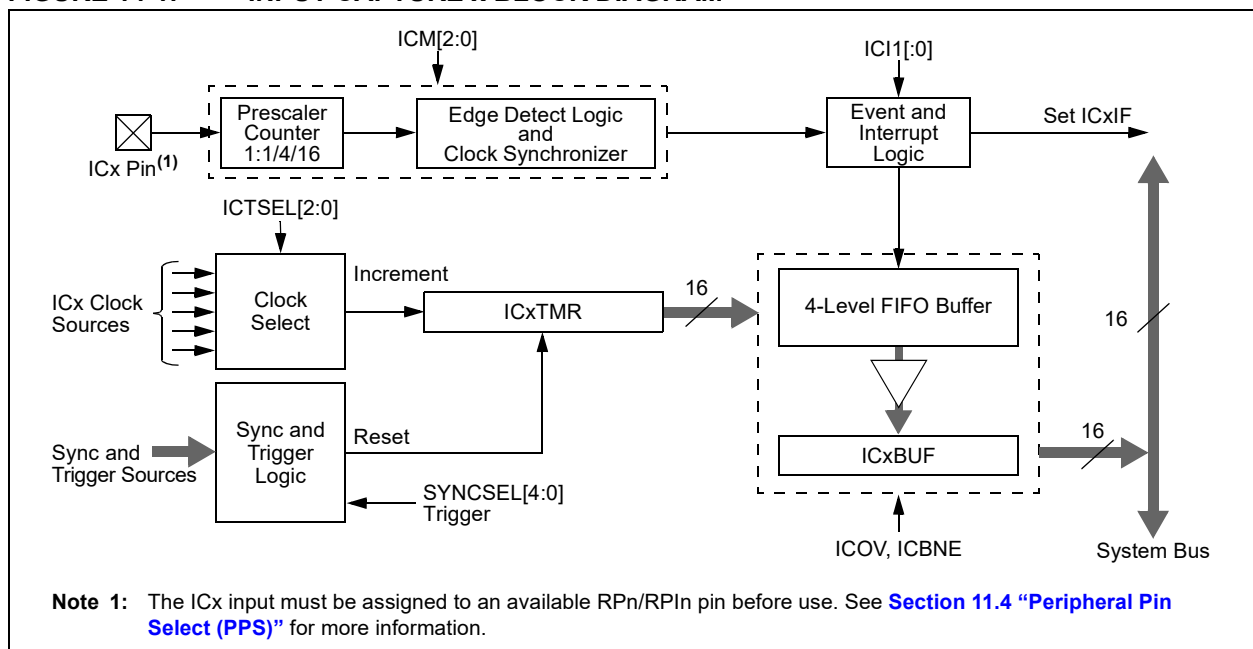 ICM[2:0]
ICI1[:0]
Prescaler
Counter
1:1/4/16
Edge Detect Logic
and
Clock Synchronizer
Event and
Interrupt
Logic
Set ICxIF
ICx Pin(1)
ICTSEL[2:0]
Increment
ICx Clock
Sources
Clock
Select
ICxTMR
16
4-Level FIFO Buffer
16
Sync and
Trigger Sources
Sync and
Trigger
Logic
Reset
ICxBUF
16
SYNCSEL[4:0]
Trigger
ICOV, ICBNE
System Bus
Note 1: The ICx input must be assigned to an available RPn/RPIn pin before use. See Section 11.4 “Peripheral Pin
Select (PPS)” for more information.